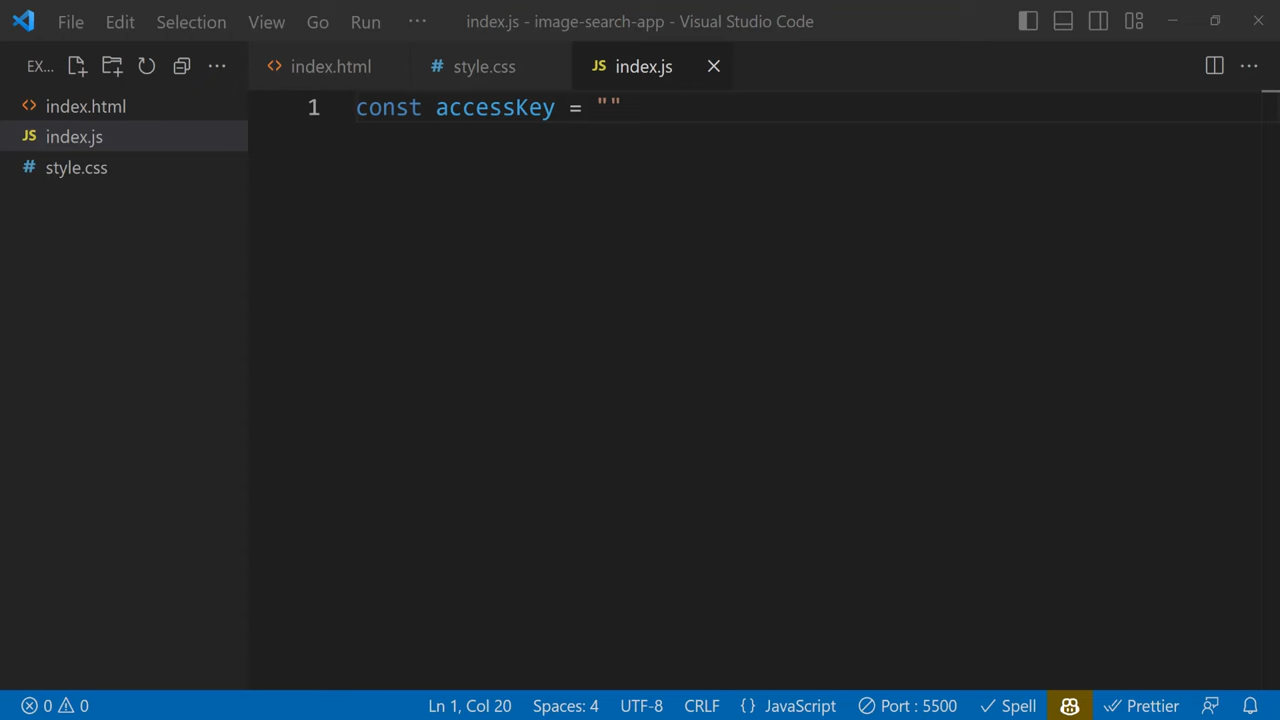 File Edit Selection View Go Run ··· index.js - image-search-app - Visual Studio Code
EX... index.html style.css JS index.js
index.html
JS index.js
style.css
1 const accessKey = ""
0 0 Ln 1, Col 20 Spaces: 4 UTF-8 CRLF { } JavaScript Port : 5500 Spell Prettier